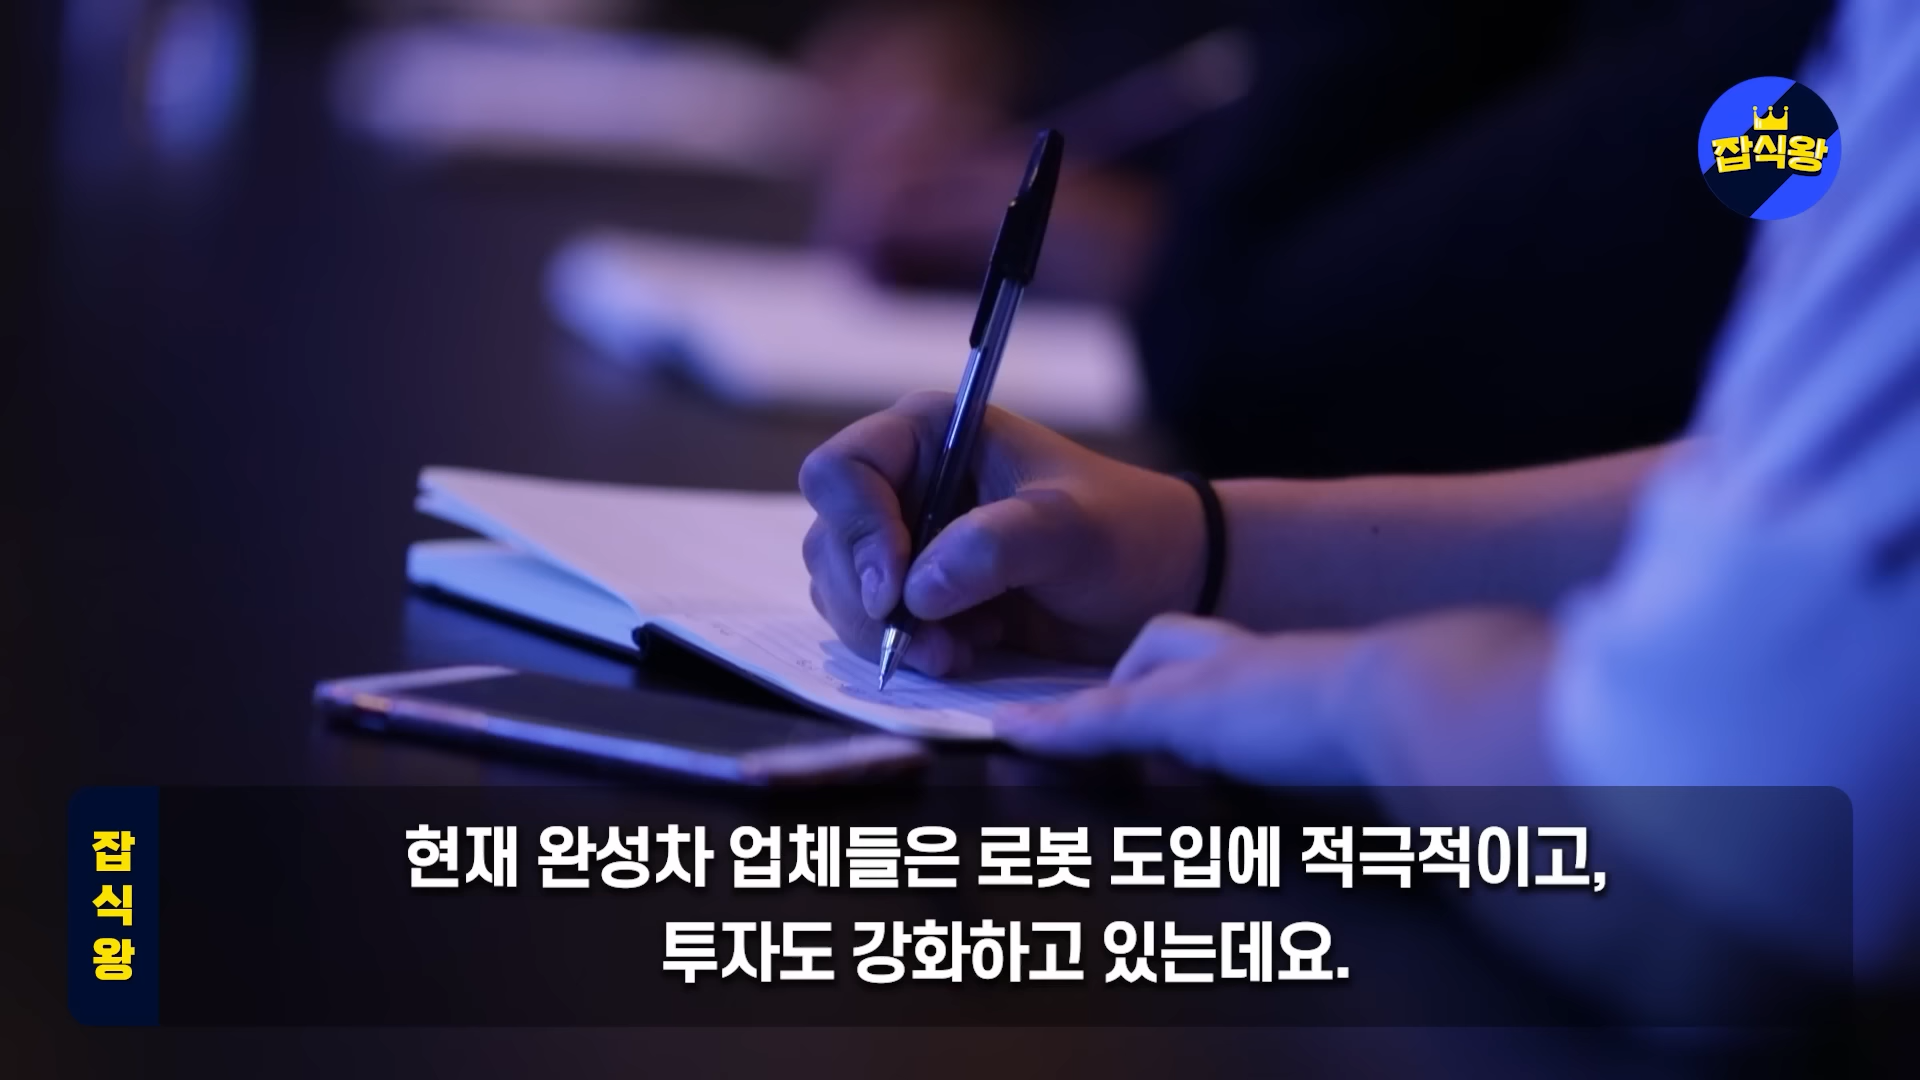 잡식왕
잡
식
왕
현재 완성차 업체들은 로봇 도입에 적극적이고,
투자도 강화하고 있는데요.